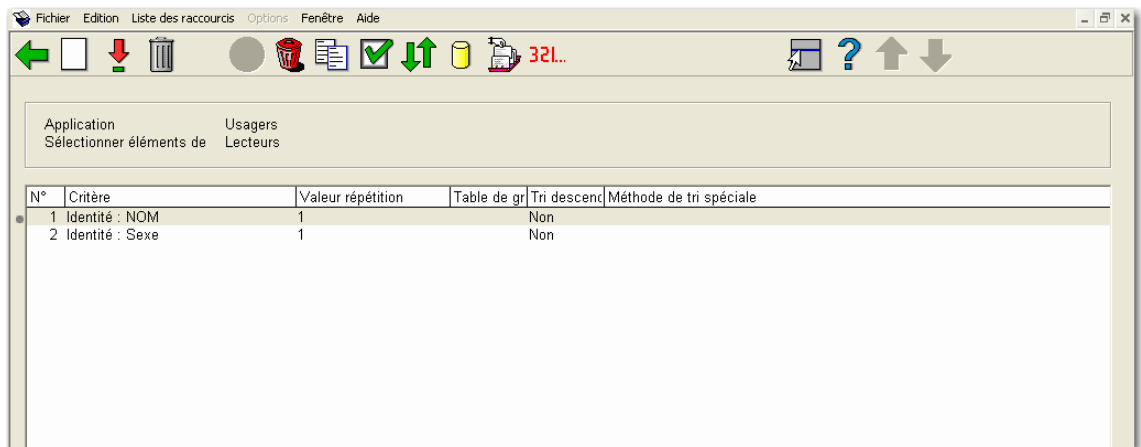 Fichier Edition Liste des raccourcis Options Fenêtre Aide
321...
Application Usagers
Sélectionner éléments de Lecteurs
N° Critère Valeur répétition Table de gr Tri descenc Méthode de tri spéciale
1 Identité : NOM 1 Non
2 Identité : Sexe 1 Non